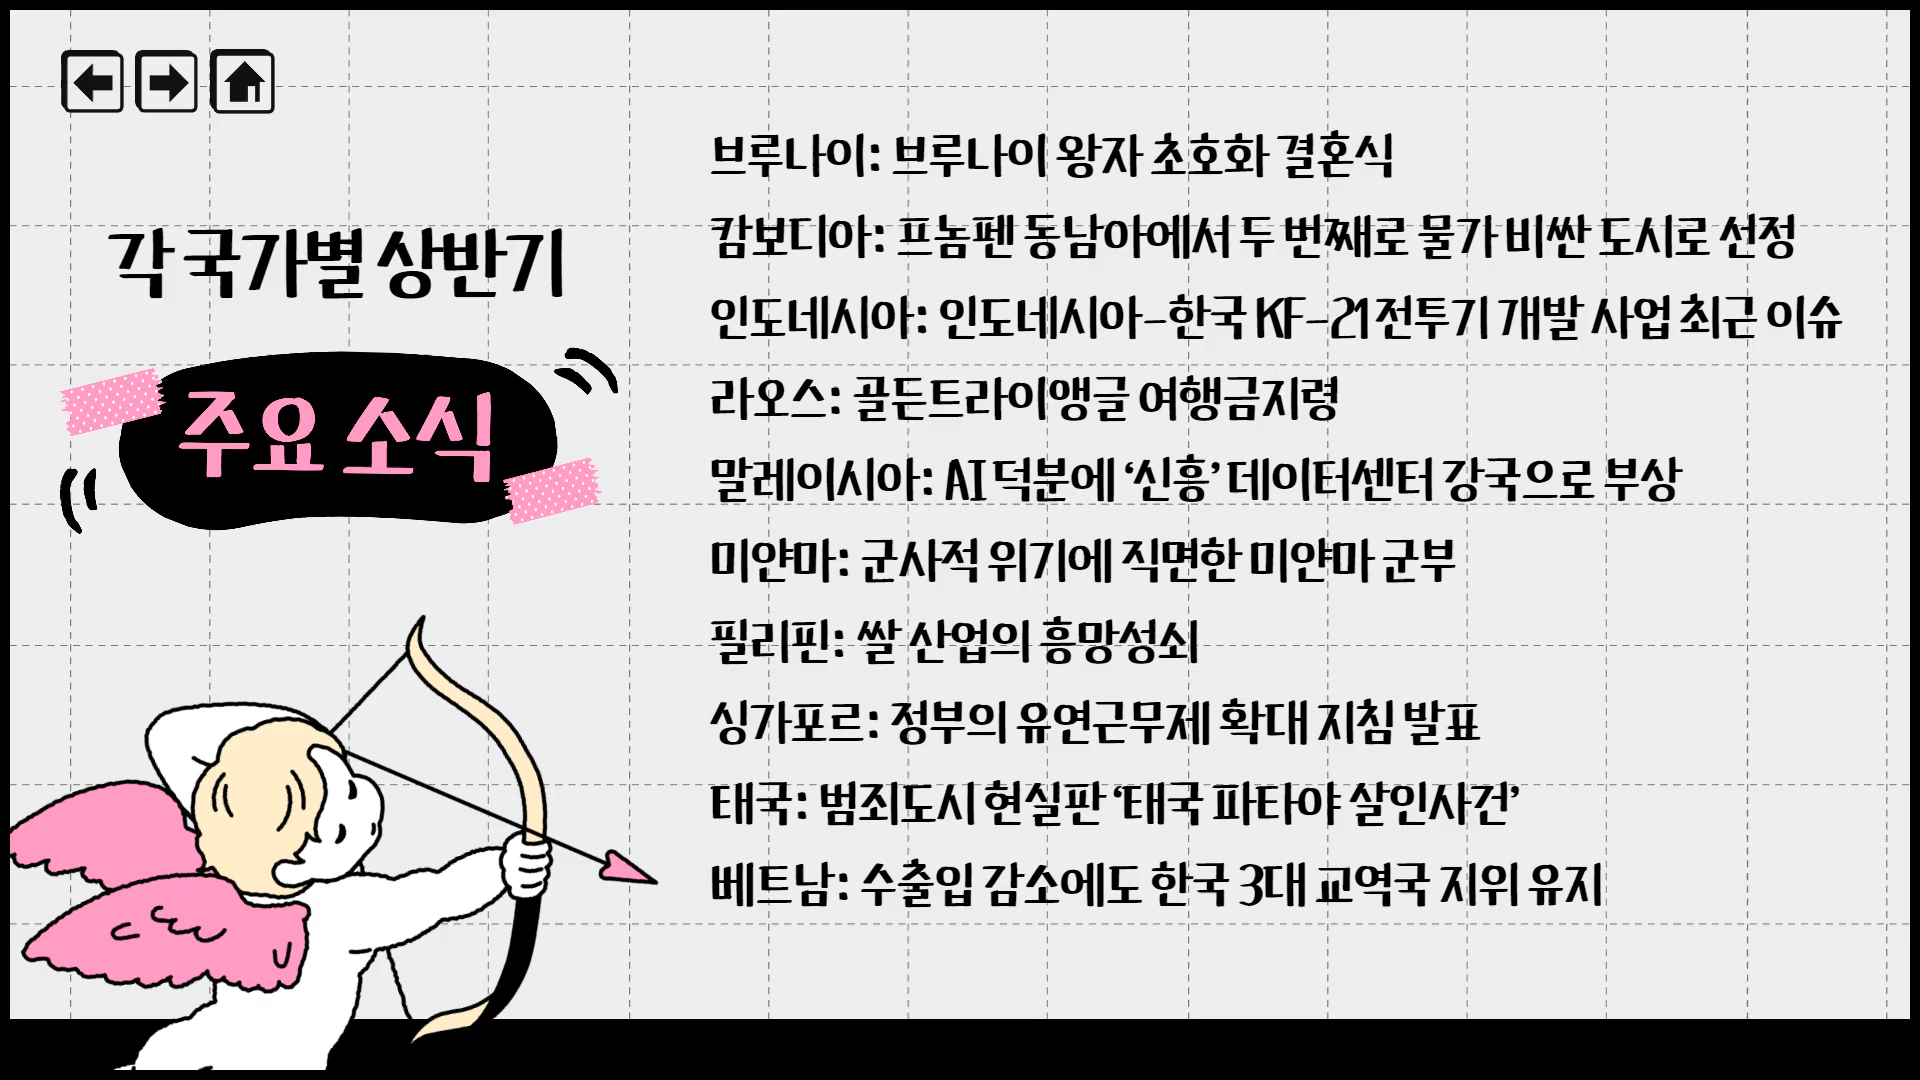 각 국가별 상반기
주요 소식
브루나이: 브루나이 왕자 초호화 결혼식
캄보디아: 프놈펜 동남아에서 두 번째로 물가 비싼 도시로 선정
인도네시아: 인도네시아-한국 KF-21 전투기 개발 사업 최근 이슈
라오스: 골든트라이앵글 여행금지령
말레이시아: AI 덕분에 ‘신흥’ 데이터센터 강국으로 부상
미얀마: 군사적 위기에 직면한 미얀마 군부
필리핀: 쌀 산업의 흥망성쇠
싱가포르: 정부의 유연근무제 확대 지침 발표
태국: 범죄도시 현실판 ‘태국 파타야 살인사건’
베트남: 수출입 감소에도 한국 3대 교역국 지위 유지